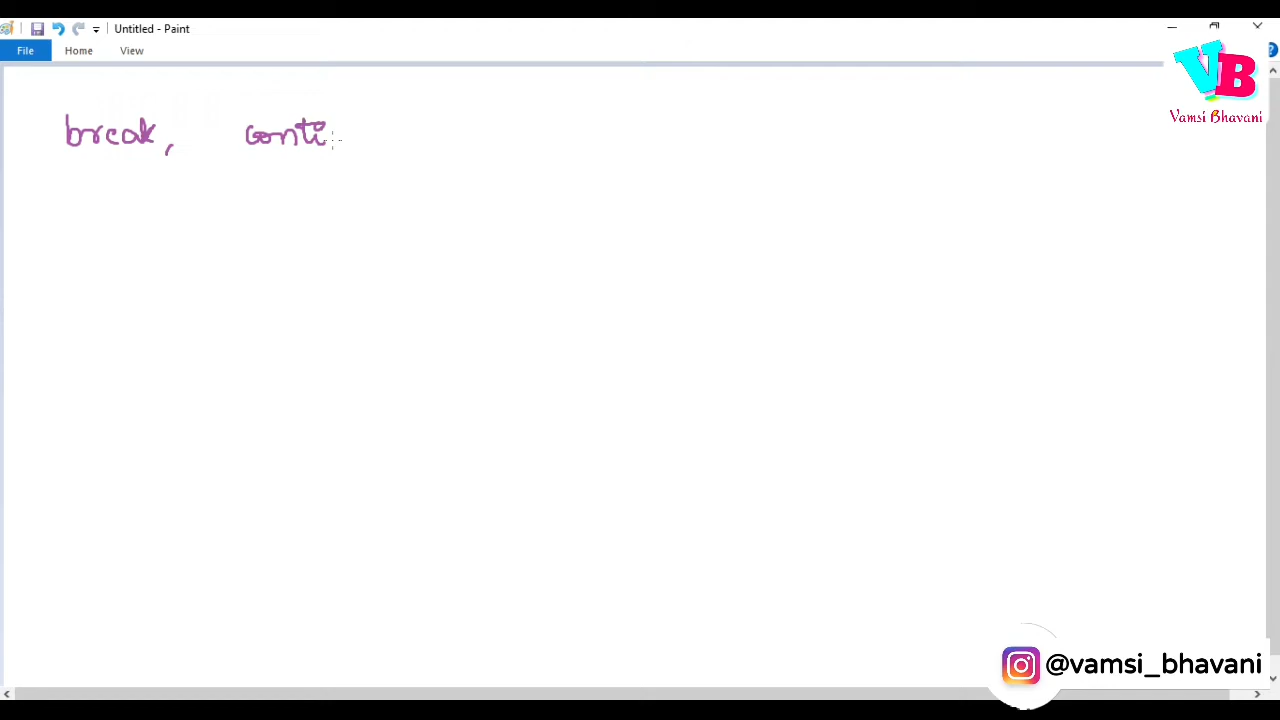 Untitled - Paint
File Home View
VB
Vamsi Bhavani
break, conti
@vamsi_bhavani